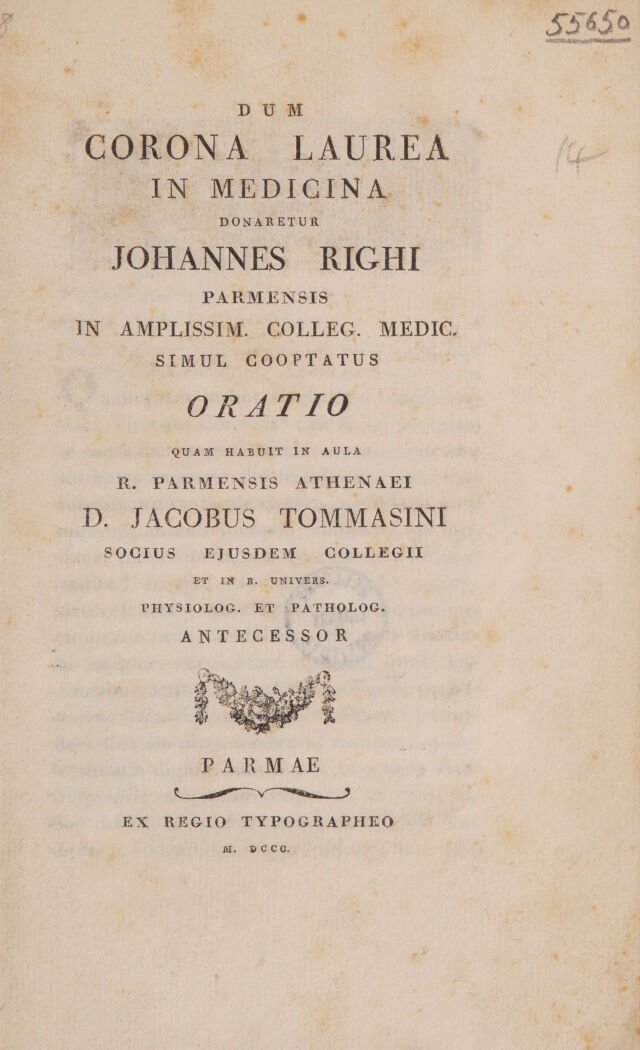 55650
14
DUM
CORONA LAUREA
IN MEDICINA
DONARETUR
JOHANNES RIGHI
PARMENSIS
IN AMPLISSIM. COLLEG. MEDIC.
SIMUL COOPTATUS
ORATIO
QUAM HABUIT IN AULA
R. PARMENSIS ATHENAEI
D. JACOBUS TOMMASINI
SOCIUS EJUSDEM COLLEGII
ET IN R. UNIVERS.
PHYSIOLOG. ET PATHOLOG.
ANTECESSOR
PARMAE
EX REGIO TYPOGRAPHEO
M. DCCC.